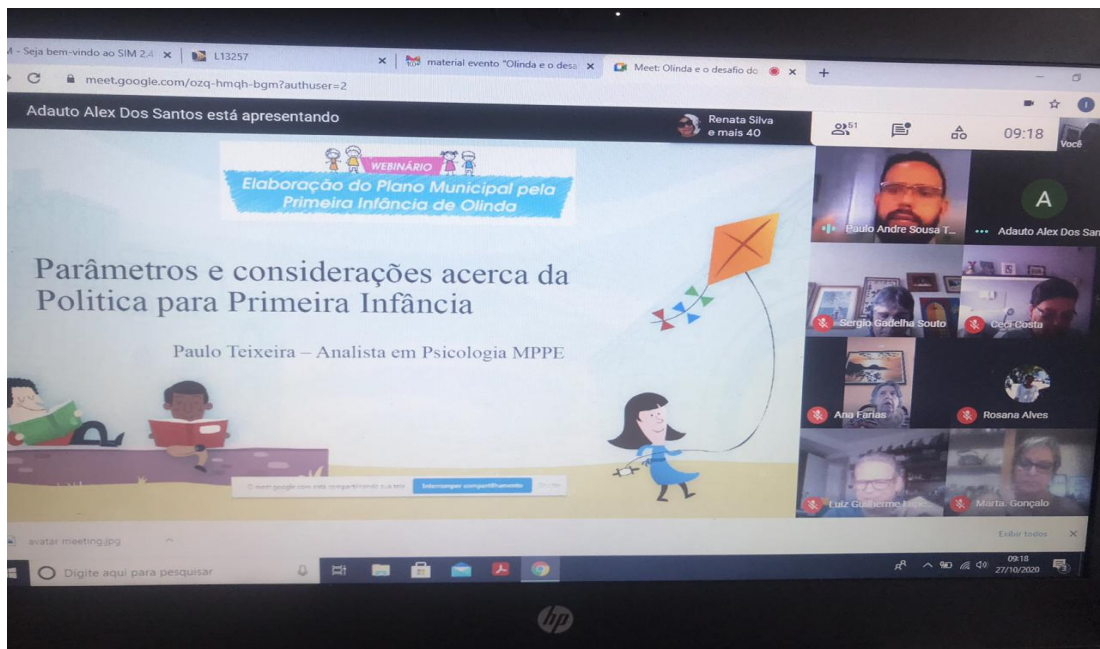 M - Seja bem-vindo ao SIM 2.4
L13257
material evento "Olinda e o desa
Meet: Olinda e o desafio do
meet.google.com/ozq-hmqh-bgm?authuser=2
Adauto Alex Dos Santos está apresentando
Renata Silva
e mais 40
51
09:18
Você
WEBINÁRIO
Elaboração do Plano Municipal pela
Primeira Infância de Olinda
Parâmetros e considerações acerca da
Politica para Primeira Infância
Paulo Teixeira – Analista em Psicologia MPPE
Paulo Andre Sousa T...
A
Adauto Alex Dos San
Sergio Gadelha Souto
Ceci Costa
Ana Farias
Rosana Alves
Luiz Guilherme
Marta. Gonçalo
Interromper compartilhamento
avatar meeting.jpg
Exibir todos
Digite aqui para pesquisar
09:18
27/10/2020
hp